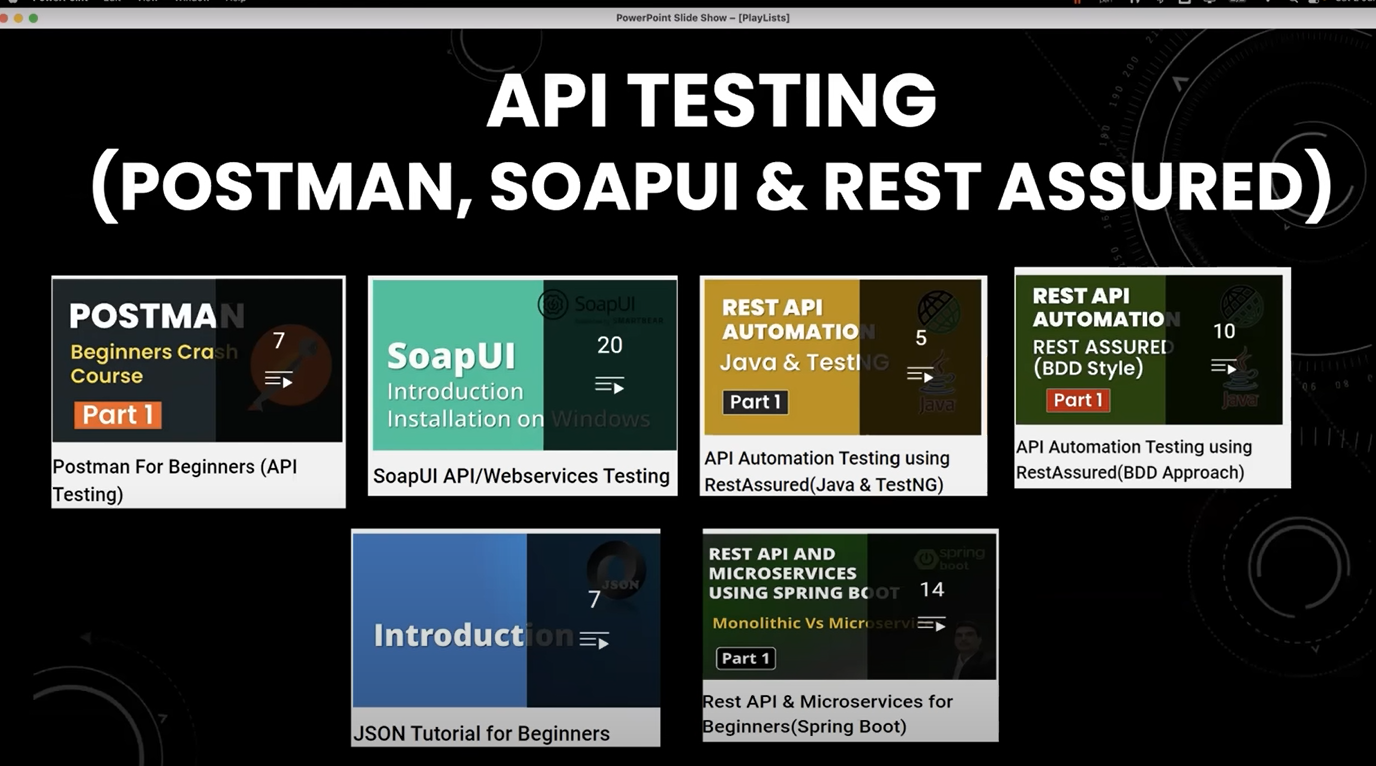 PowerPoint Slide Show – [PlayLists]
API TESTING
(POSTMAN, SOAPUI & REST ASSURED)
POSTMAN
Beginners Crash
Course
Part 1
7
Postman For Beginners (API
Testing)
SoapUI
SoapUI
Introduction
Installation on Windows
20
SoapUI API/Webservices Testing
REST API
AUTOMATION
Java & TestNG
Part 1
5
Java
API Automation Testing using
RestAssured(Java & TestNG)
REST API
AUTOMATION
REST ASSURED
(BDD Style)
Part 1
10
Java
API Automation Testing using
RestAssured(BDD Approach)
Introduction
JSON
7
JSON Tutorial for Beginners
REST API AND
MICROSERVICES
USING SPRING BOOT
Monolithic Vs
Part 1
spring
boot
14
Rest API & Microservices for
Beginners(Spring Boot)